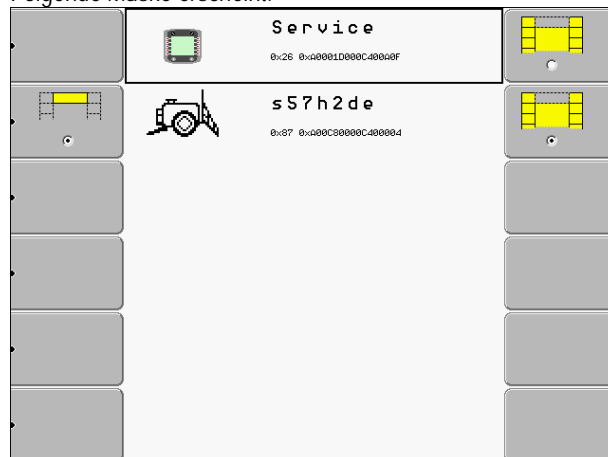 Folgende Maske erscheint:
Service
0x26 0xA0001D000C400A0F
s57h2de
0x87 0xA00C80000C400004